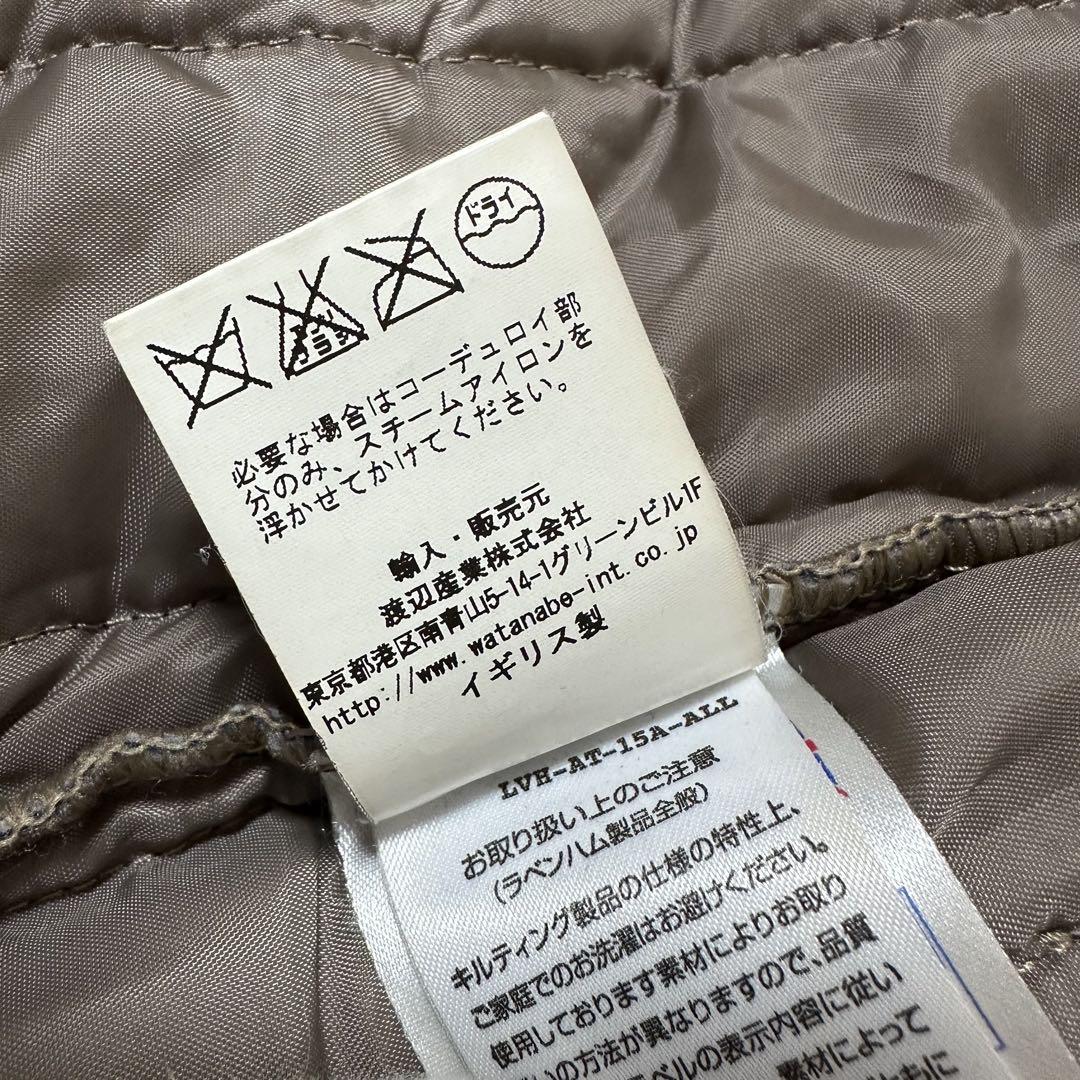 ドライ
必要な場合はコーデュロイ部
分のみ、スチームアイロンを
浮かせてかけてください。
輸入・販売元
渡辺産業株式会社
東京都港区南青山5-14-1グリーンビル1F
http://www.watanabe-int.co.jp
イギリス製
LVH-AT-15A-ALL
お取り扱い上のご注意
(ラベンハム製品全般)
キルティング製品の仕様の特性上、
ご家庭でのお洗濯はお避けください。
使用しております素材によりお取り
いの方法が異なりますので、品質
ベルの表示内容に従い
素材によって
に